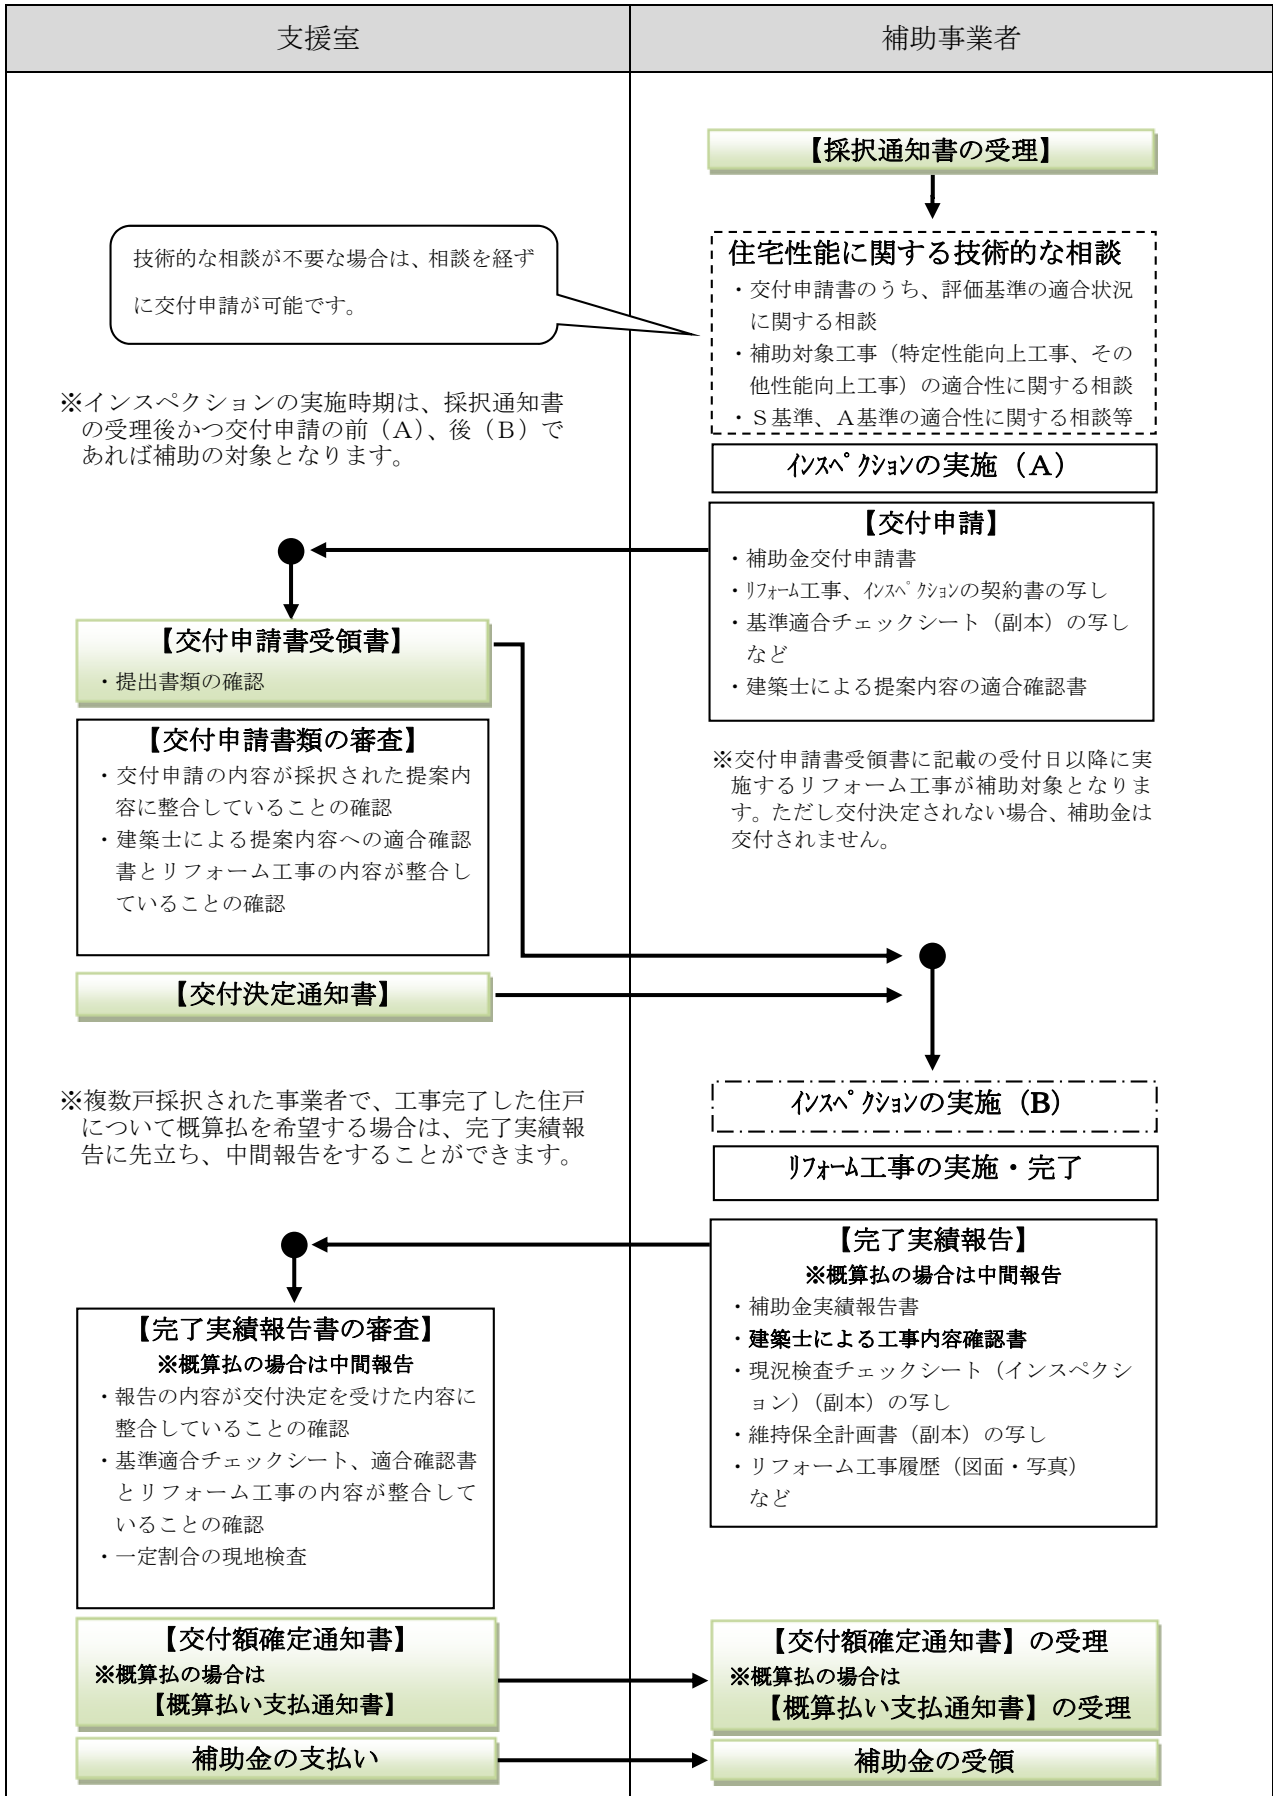 支援室
補助事業者
【採択通知書の受理】
技術的な相談が不要な場合は、相談を経ず
に交付申請が可能です。
住宅性能に関する技術的な相談
・交付申請書のうち、評価基準の適合状況
に関する相談
・補助対象工事（特定性能向上工事、その
他性能向上工事）の適合性に関する相談
・Ｓ基準、Ａ基準の適合性に関する相談等
※インスペクションの実施時期は、採択通知書
の受理後かつ交付申請の前（Ａ）、後（Ｂ）で
あれば補助の対象となります。
ｲﾝｽﾍﾟｸｼｮﾝの実施（Ａ）
【交付申請】
・補助金交付申請書
・ﾘﾌｫｰﾑ工事、ｲﾝｽﾍﾟｸｼｮﾝの契約書の写し
・基準適合チェックシート（副本）の写し
など
・建築士による提案内容の適合確認書
【交付申請書受領書】
・提出書類の確認
【交付申請書類の審査】
・交付申請の内容が採択された提案内
容に整合していることの確認
・建築士による提案内容への適合確認
書とリフォーム工事の内容が整合し
ていることの確認
※交付申請書受領書に記載の受付日以降に実
施するリフォーム工事が補助対象となりま
す。ただし交付決定されない場合、補助金は
交付されません。
【交付決定通知書】
※複数戸採択された事業者で、工事完了した住戸
について概算払を希望する場合は、完了実績報
告に先立ち、中間報告をすることができます。
ｲﾝｽﾍﾟｸｼｮﾝの実施（B）
ﾘﾌｫｰﾑ工事の実施・完了
【完了実績報告】
※概算払の場合は中間報告
・補助金実績報告書
・建築士による工事内容確認書
・現況検査チェックシート（インスペクシ
ョン）（副本）の写し
・維持保全計画書（副本）の写し
・リフォーム工事履歴（図面・写真）
など
【完了実績報告書の審査】
※概算払の場合は中間報告
・報告の内容が交付決定を受けた内容に
整合していることの確認
・基準適合チェックシート、適合確認書
とリフォーム工事の内容が整合して
いることの確認
・一定割合の現地検査
【交付額確定通知書】
※概算払の場合は
【概算払い支払通知書】
【交付額確定通知書】の受理
※概算払の場合は
【概算払い支払通知書】の受理
補助金の支払い
補助金の受領